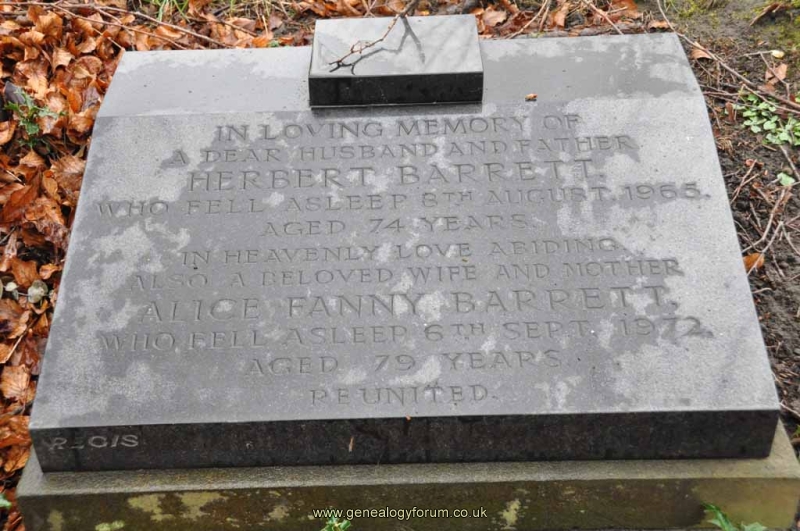 IN LOVING MEMORY OF
A DEAR HUSBAND AND FATHER
HERBERT BARRETT.
WHO FELL ASLEEP 8TH AUGUST 1965.
AGED 74 YEARS.
IN HEAVENLY LOVE ABIDING
ALSO A BELOVED WIFE AND MOTHER
ALICE FANNY BARRETT.
WHO FELL ASLEEP 6TH SEPT. 1972.
AGED 79 YEARS.
REUNITED.
REGIS
www.genealogyforum.co.uk